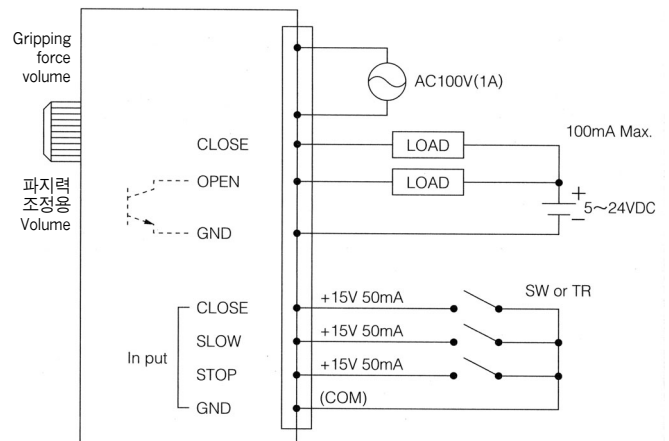 Gripping
force
volume
AC100V(1A)
100mA Max.
CLOSE
LOAD
파지력
조정용
Volume
OPEN
LOAD
+
5~24VDC
−
GND
SW or TR
In put
CLOSE
+15V 50mA
SLOW
+15V 50mA
STOP
+15V 50mA
GND
(COM)